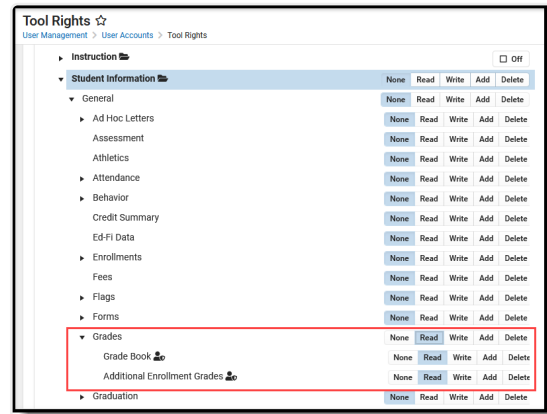 Tool Rights
User Management > User Accounts > Tool Rights
Instruction Off
Student Information None Read Write Add Delete
General None Read Write Add Delete
Ad Hoc Letters None Read Write Add Delete
Assessment None Read Write Add Delete
Athletics None Read Write Add Delete
Attendance None Read Write Add Delete
Behavior None Read Write Add Delete
Credit Summary None Read Write Add Delete
Ed-Fi Data None Read Write Add Delete
Enrollments None Read Write Add Delete
Fees None Read Write Add Delete
Flags None Read Write Add Delete
Forms None Read Write Add Delete
Grades None Read Write Add Delete
Grade Book None Read Write Add Delete
Additional Enrollment Grades None Read Write Add Delete
Graduation None Read Write Add Delete